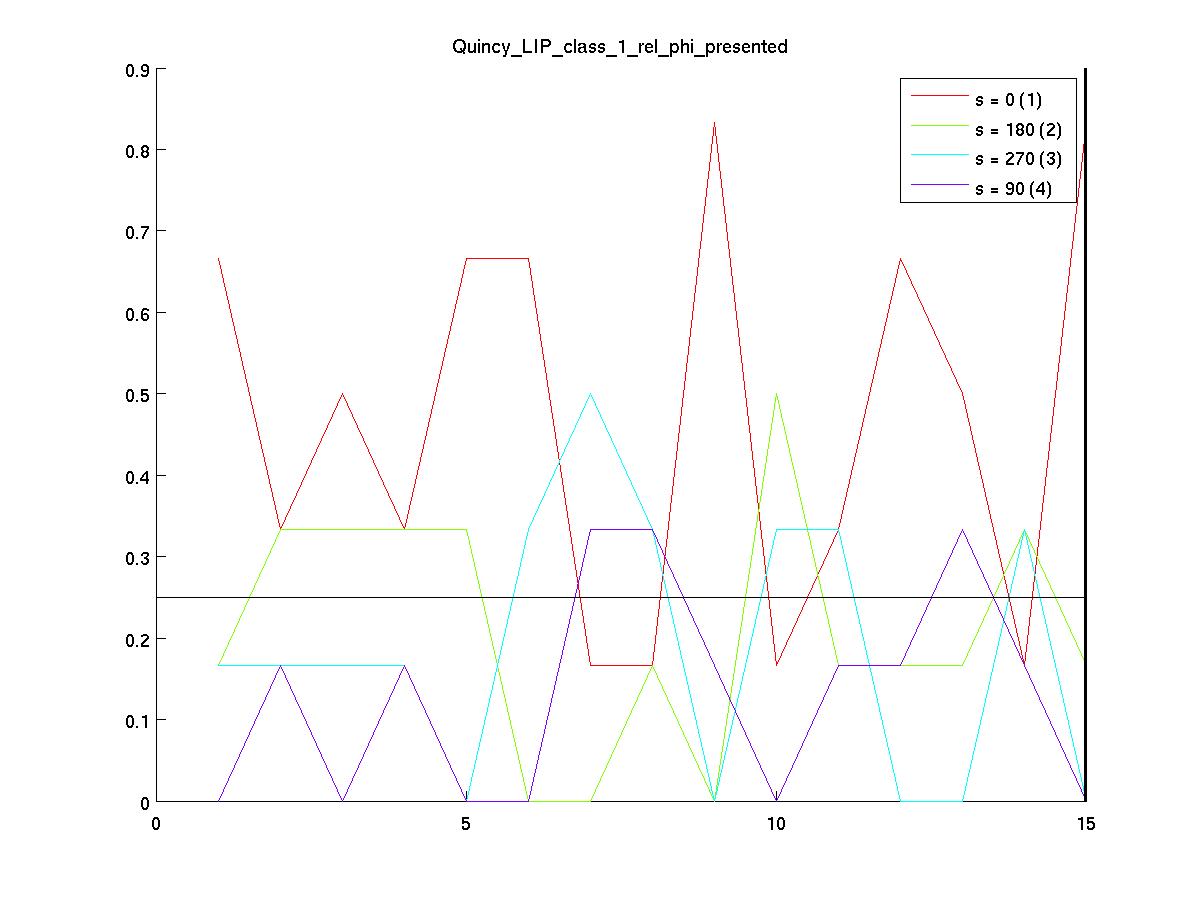 Quincy_LIP_class_1_rel_phi_presented
0.9
0.8
0.7
0.6
0.5
0.4
0.3
0.2
0.1
0
s = 0 (1)
s = 180 (2)
s = 270 (3)
s = 90 (4)
0 5 10 15